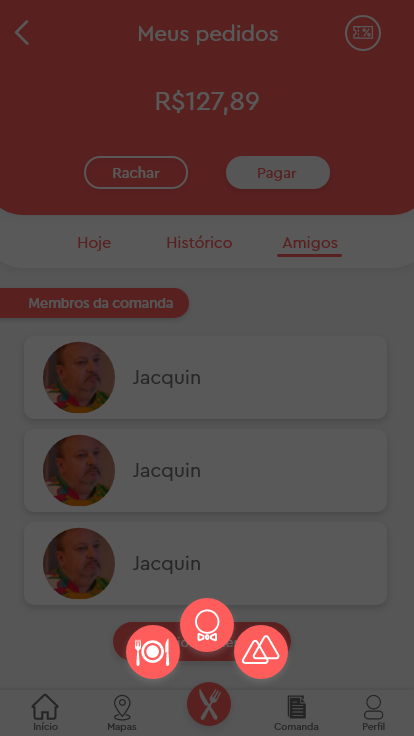 Meus pedidos
R$127,89
Rachar
Pagar
Hoje
Histórico
Amigos
Membros da comanda
Jacquin
Jacquin
Jacquin
Início
Mapas
Comanda
Perfil